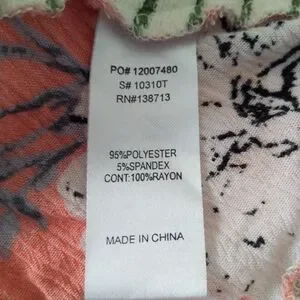 PO# 12007480
S# 10310T
RN#138713
95%POLYESTER
5%SPANDEX
CONT:100%RAYON
MADE IN CHINA